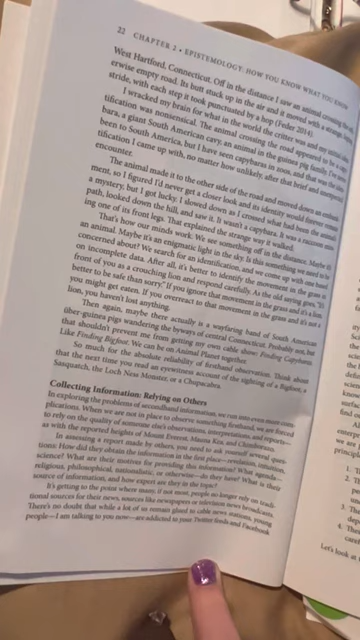 22 CHAPTER 2 • EPISTEMOLOGY: HOW YOU KNOW WHAT YOU KNOW
West Hartford, Connecticut. Off in the distance I saw an animal crossing the
erwise empty road. Its butt stuck up in the air and it moved with a strange
stride, with each step it took punctuated by a hop (Feder 2014).
I wracked my brain for what in the world the critter was and my initial
tification was nonsensical. The animal crossing the road appeared to be a
bara, a giant South American cavy, an animal in the guinea pig family. I've
been to South America, but I have seen capybaras in zoos, and that was the
tification I came up with, no matter how unlikely, after that brief and unexpected
encounter.
The animal made it to the other side of the road and moved down an
ment, so I figured I'd never get a closer look and its identity would forever remain
a mystery, but I got lucky. I slowed down as I crossed what had been the animal's
path, looked down the hill, and saw it. It wasn't a capybara, it was a raccoon
ing one of its front legs. That explained the strange way it walked.
That's how our minds work. We see something off in the distance. Maybe it's
an animal. Maybe it's an enigmatic light in the sky. Is this something we need to be
concerned about? We search for an identification, and we come up with one based
on incomplete data. After all, it's better to identify the movement in the grass in
front of you as a crouching lion and respond carefully. As the old saying goes, "It's
better to be safe than sorry." If you ignore that movement in the grass and it's a lion,
you might get eaten. If you overreact to that movement in the grass and it's not a
lion, you haven't lost anything.
Then again, maybe there actually is a wayfaring band of South American
über-guinea pigs wandering the byways of central Connecticut. Probably not, but
that shouldn't prevent me from getting my own cable show: Finding Capybara.
Like Finding Bigfoot. We can be on Animal Planet together.
So much for the absolute reliability of firsthand observation. Think about
that the next time you read an eyewitness account of the sighting of a Bigfoot, a
Sasquatch, the Loch Ness Monster, or a Chupacabra.
Collecting Information: Relying on Others
In exploring the problems of secondhand information, we run into even more com-
plications. When we are not in place to observe something firsthand, we are forced
to rely on the quality of someone else's observations, interpretations, and reports—
as with the reported heights of Mount Everest, Mauna Kea, and Chimborazo.
In assessing a report made by others, you need to ask yourself several ques-
tions: How did they obtain the information in the first place—revelation, intuition,
science? What are their motives for providing this information? What agenda—
religious, philosophical, nationalistic, or otherwise—do they have? What is their
source of information, and how expert are they in the topic?
It's getting to the point where many, if not most, people no longer rely on tradi-
tional sources for their news, sources like newspapers or television news broadcasts.
There's no doubt that while a lot of us remain glued to cable news stations, young
people—I am talking to you now—are addicted to your Twitter feeds and Facebook
Let's look at